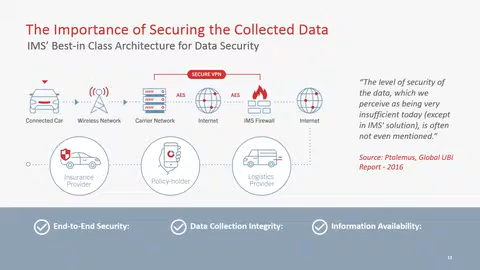 The Importance of Securing the Collected Data
IMS’ Best-in Class Architecture for Data Security
SECURE VPN
AES
AES
Connected Car
Wireless Network
Carrier Network
Internet
IMS Firewall
Internet
“The level of security of
the data, which we
perceive as being very
insufficient today (except
in IMS' solution), is often
not even mentioned.”
Source: Ptolemus, Global UBI
Report - 2016
Insurance
Provider
Policy-holder
Logistics
Provider
End-to-End Security:
Data Collection Integrity:
Information Availability: